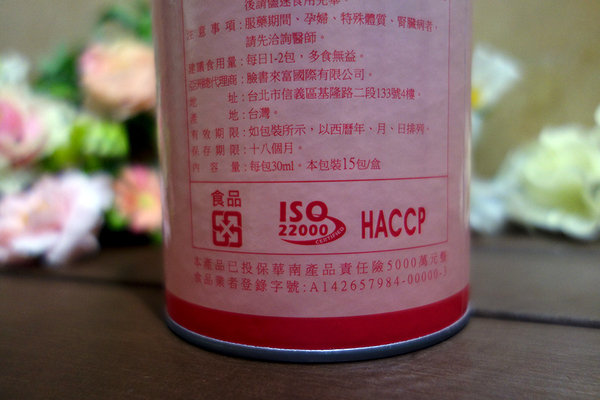 後請儘速食用完畢。
注意事項：服藥期間、孕婦、特殊體質、腎臟病者，
請先洽詢醫師。
建議食用量：每日1-2包，多食無益。
亞洲總代理商：臉書來富國際有限公司。
地 址：台北市信義區基隆路二段133號4樓。
產 地：台灣。
有效期限：如包裝所示，以西曆年、月、日排列。
保存期限：十八個月。
內容量：每包30ml。本包裝15包/盒
食品
ISO
22000
CERTIFIED
HACCP
本產品已投保華南產品責任險5000萬元整
食品業者登錄字號：A142657984-00000-3